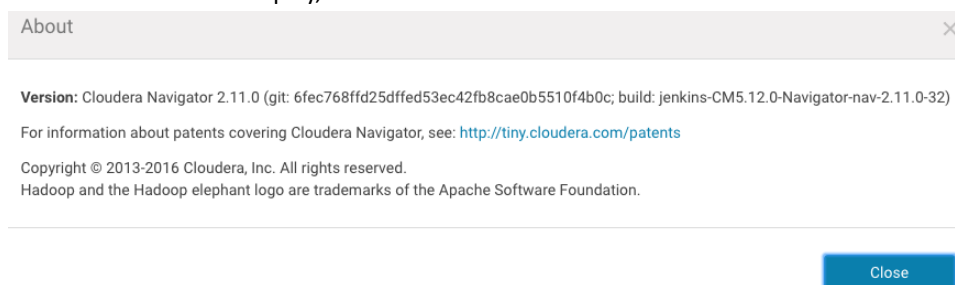 About
Version: Cloudera Navigator 2.11.0 (git: 6fec768ffd25dffed53ec42fb8cae0b5510f4b0c; build: jenkins-CM5.12.0-Navigator-nav-2.11.0-32)
For information about patents covering Cloudera Navigator, see: http://tiny.cloudera.com/patents
Copyright © 2013-2016 Cloudera, Inc. All rights reserved.
Hadoop and the Hadoop elephant logo are trademarks of the Apache Software Foundation.
Close